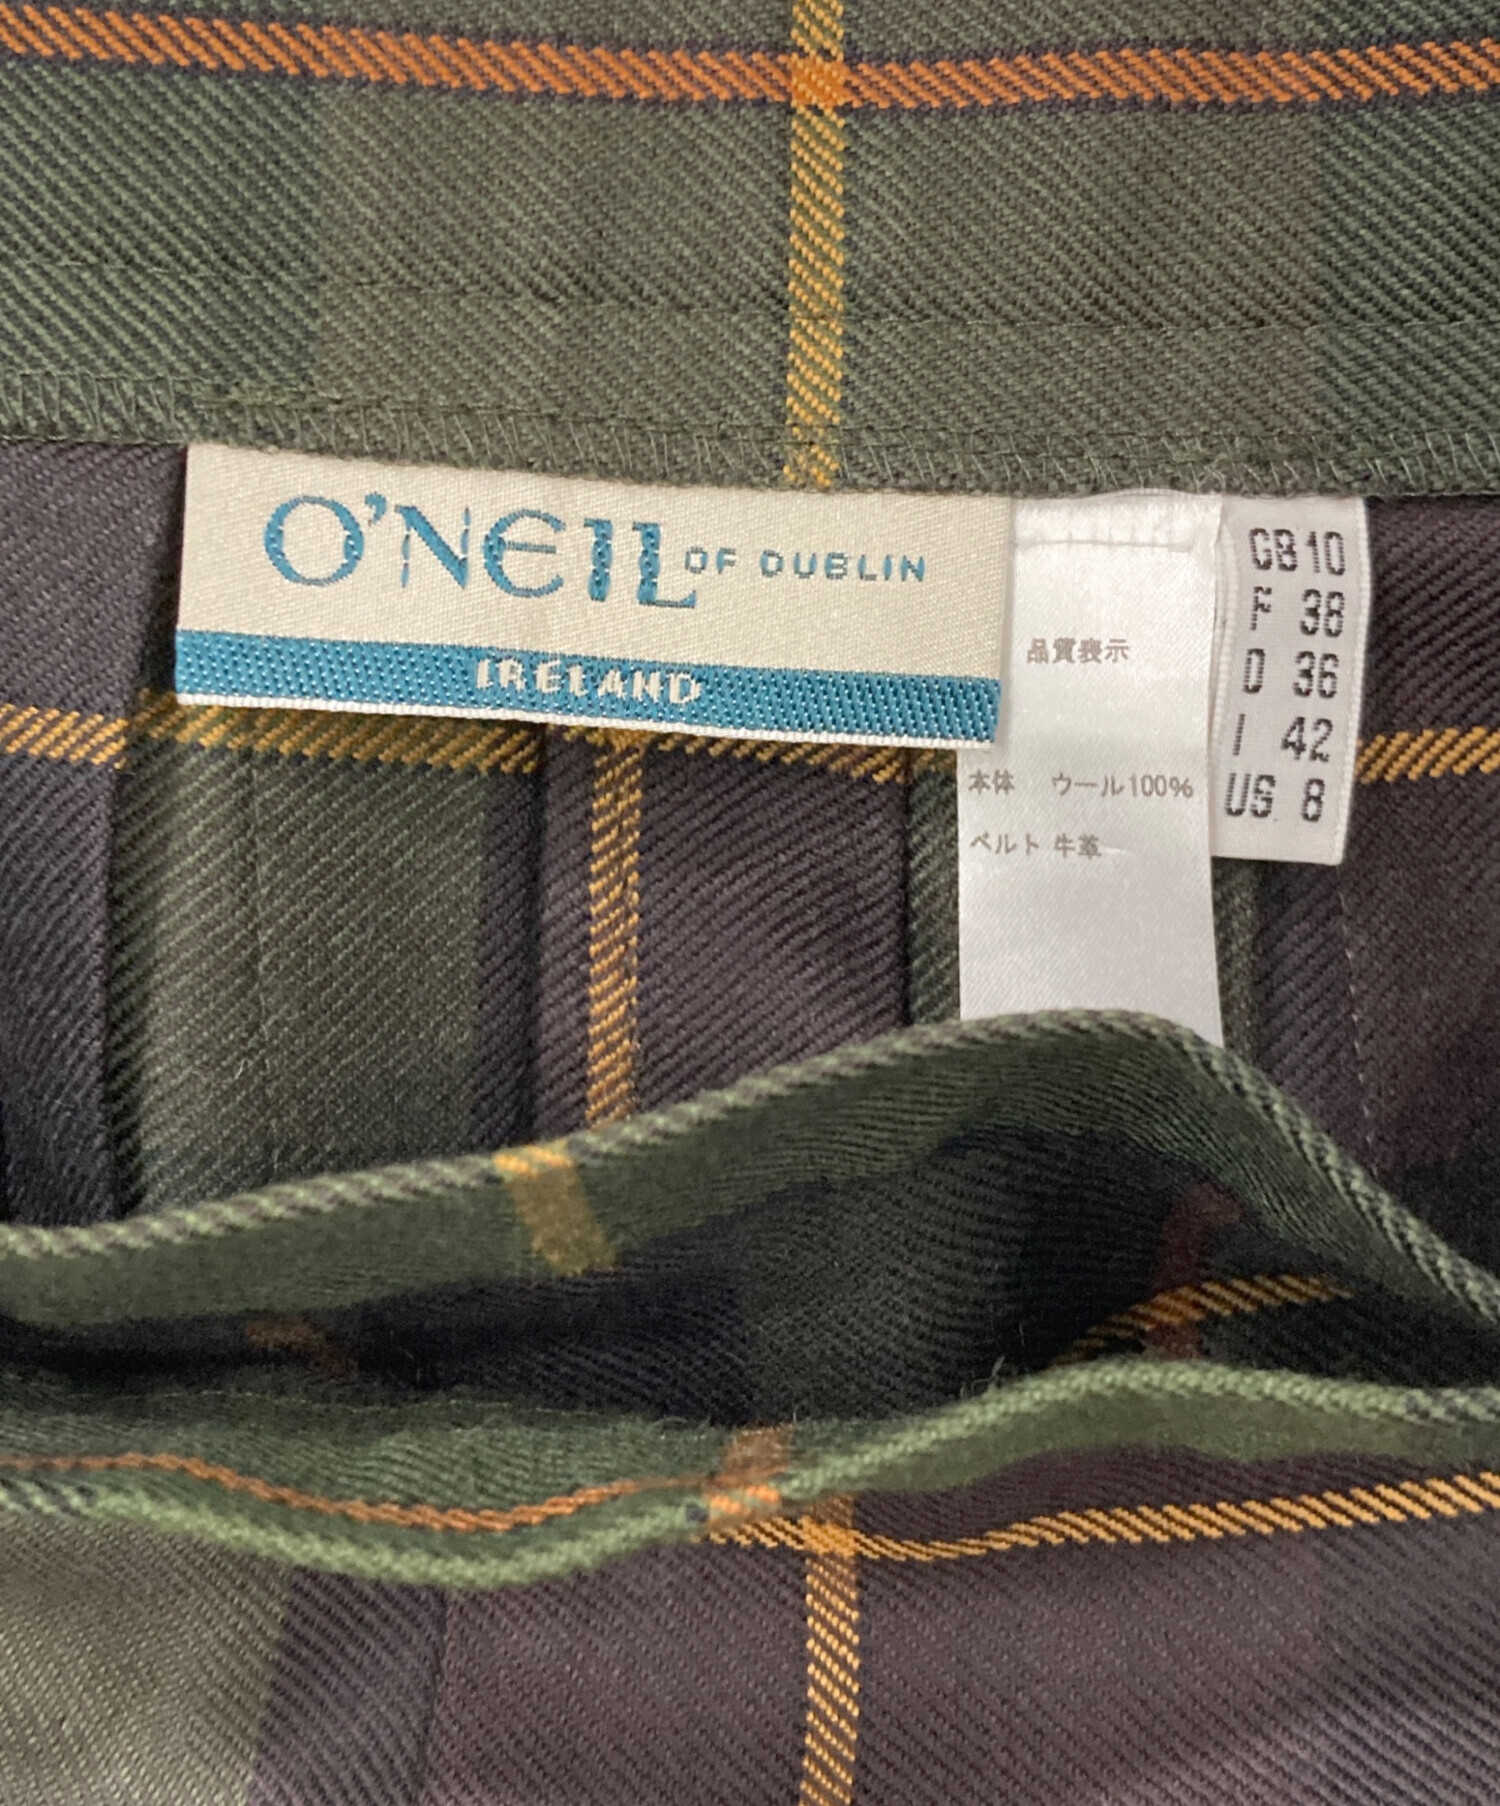 O'NEIL OF DUBLIN
IRELAND
品質表示
本体 ウール100%
ベルト 牛革
GB 10
F 38
D 36
I 42
US 8